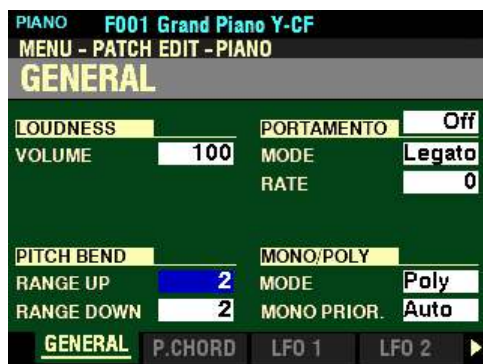 PIANO F001 Grand Piano Y-CF
MENU - PATCH EDIT - PIANO
GENERAL
LOUDNESS
VOLUME 100
PORTAMENTO Off
MODE Legato
RATE 0
PITCH BEND
RANGE UP 2
RANGE DOWN 2
MONO/POLY
MODE Poly
MONO PRIOR. Auto
GENERAL P.CHORD LFO 1 LFO 2